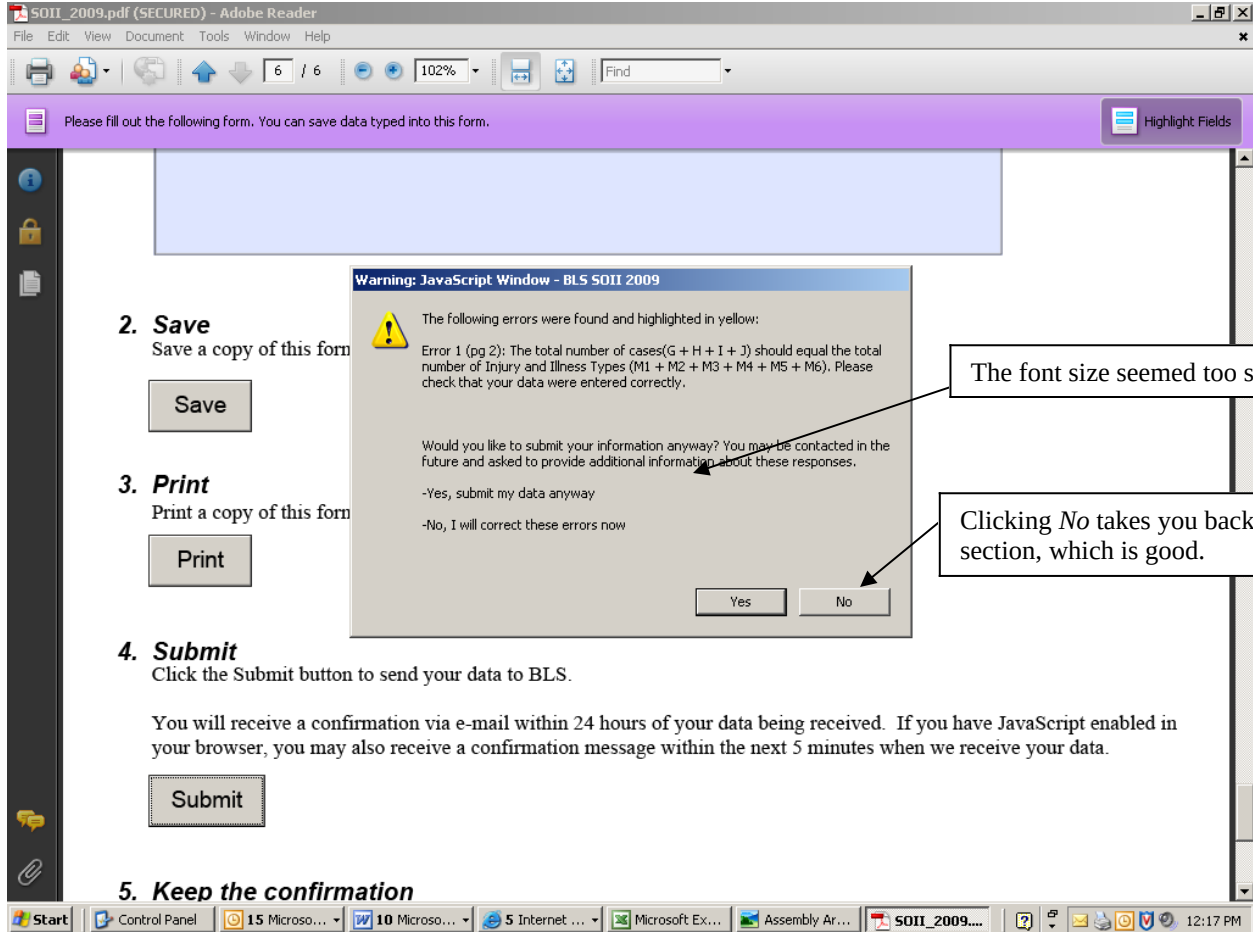 SOII_2009.pdf (SECURED) - Adobe Reader
File Edit View Document Tools Window Help
6 / 6 102% Find
Please fill out the following form. You can save data typed into this form.
Highlight Fields
Warning: JavaScript Window - BLS SOII 2009
The following errors were found and highlighted in yellow:
Error 1 (pg 2): The total number of cases(G + H + I + J) should equal the total
number of Injury and Illness Types (M1 + M2 + M3 + M4 + M5 + M6). Please
check that your data were entered correctly.
Would you like to submit your information anyway? You may be contacted in the
future and asked to provide additional information about these responses.
-Yes, submit my data anyway
-No, I will correct these errors now
Yes No
The font size seemed too s
Clicking No takes you back
section, which is good.
2. Save
Save a copy of this form
Save
3. Print
Print a copy of this form
Print
4. Submit
Click the Submit button to send your data to BLS.
You will receive a confirmation via e-mail within 24 hours of your data being received. If you have JavaScript enabled in
your browser, you may also receive a confirmation message within the next 5 minutes when we receive your data.
Submit
5. Keep the confirmation
Start Control Panel 15 Microso... 10 Microso... 5 Internet ... Microsoft Ex... Assembly Ar... SOII_2009.... 12:17 PM